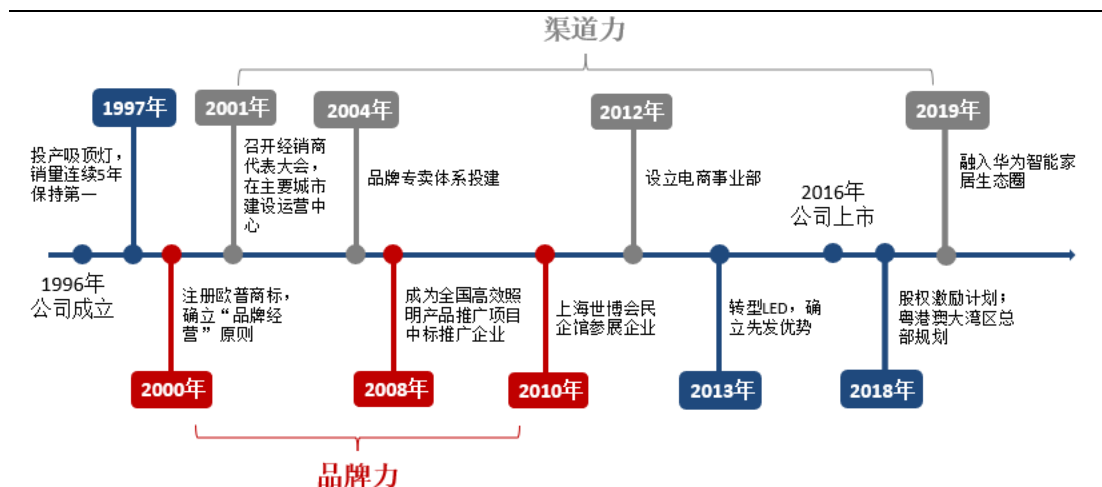 渠道力
1997年
2001年
2004年
2012年
2019年
投产吸顶灯，
销量连续5年
保持第一
召开经销商
代表大会，
在主要城市
建设运营中
心
品牌专卖体系投建
设立电商事业部
2016年
公司上市
融入华为智能家
居生态圈
1996年
公司成立
注册欧普商标，
确立“品牌经
营”原则
成为全国高效照
明产品推广项目
中标推广企业
上海世博会民
企馆参展企业
转型LED，确
立先发优势
股权激励计划；
粤港澳大湾区总
部规划
2000年
2008年
2010年
2013年
2018年
品牌力